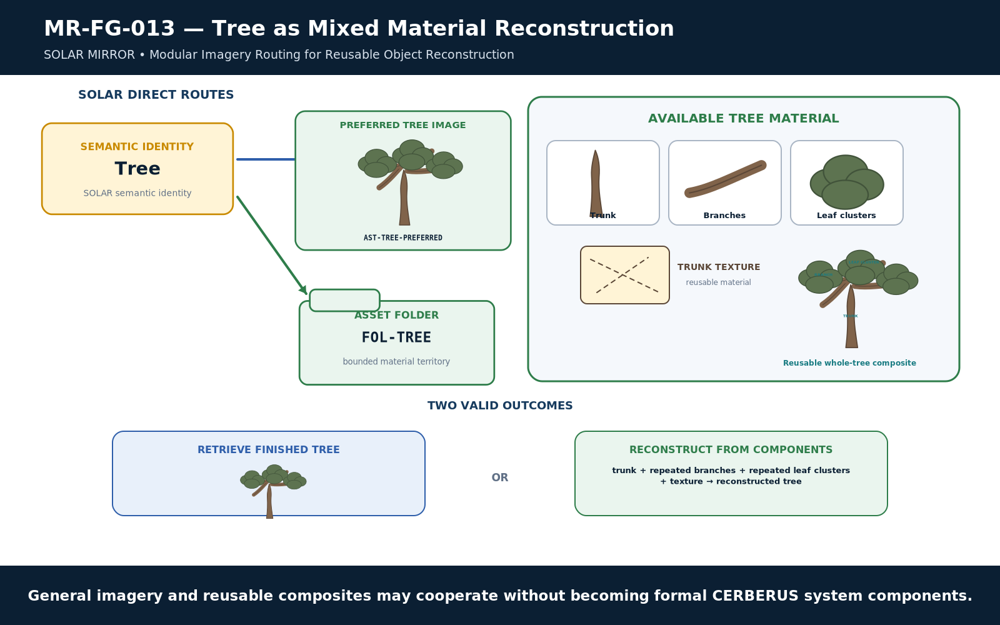 MR-FG-013 — Tree as Mixed Material Reconstruction
SOLAR MIRROR • Modular Imagery Routing for Reusable Object Reconstruction
SOLAR DIRECT ROUTES
SEMANTIC IDENTITY
Tree
SOLAR semantic identity
PREFERRED TREE IMAGE
AST-TREE-PREFERRED
ASSET FOLDER
FOL-TREE
bounded material territory
AVAILABLE TREE MATERIAL
Trunk
Branches
Leaf clusters
TRUNK TEXTURE
reusable material
Reusable whole-tree composite
TWO VALID OUTCOMES
RETRIEVE FINISHED TREE
OR
RECONSTRUCT FROM COMPONENTS
trunk + repeated branches + repeated leaf clusters
+ texture → reconstructed tree
General imagery and reusable composites may cooperate without becoming formal CERBERUS system components.